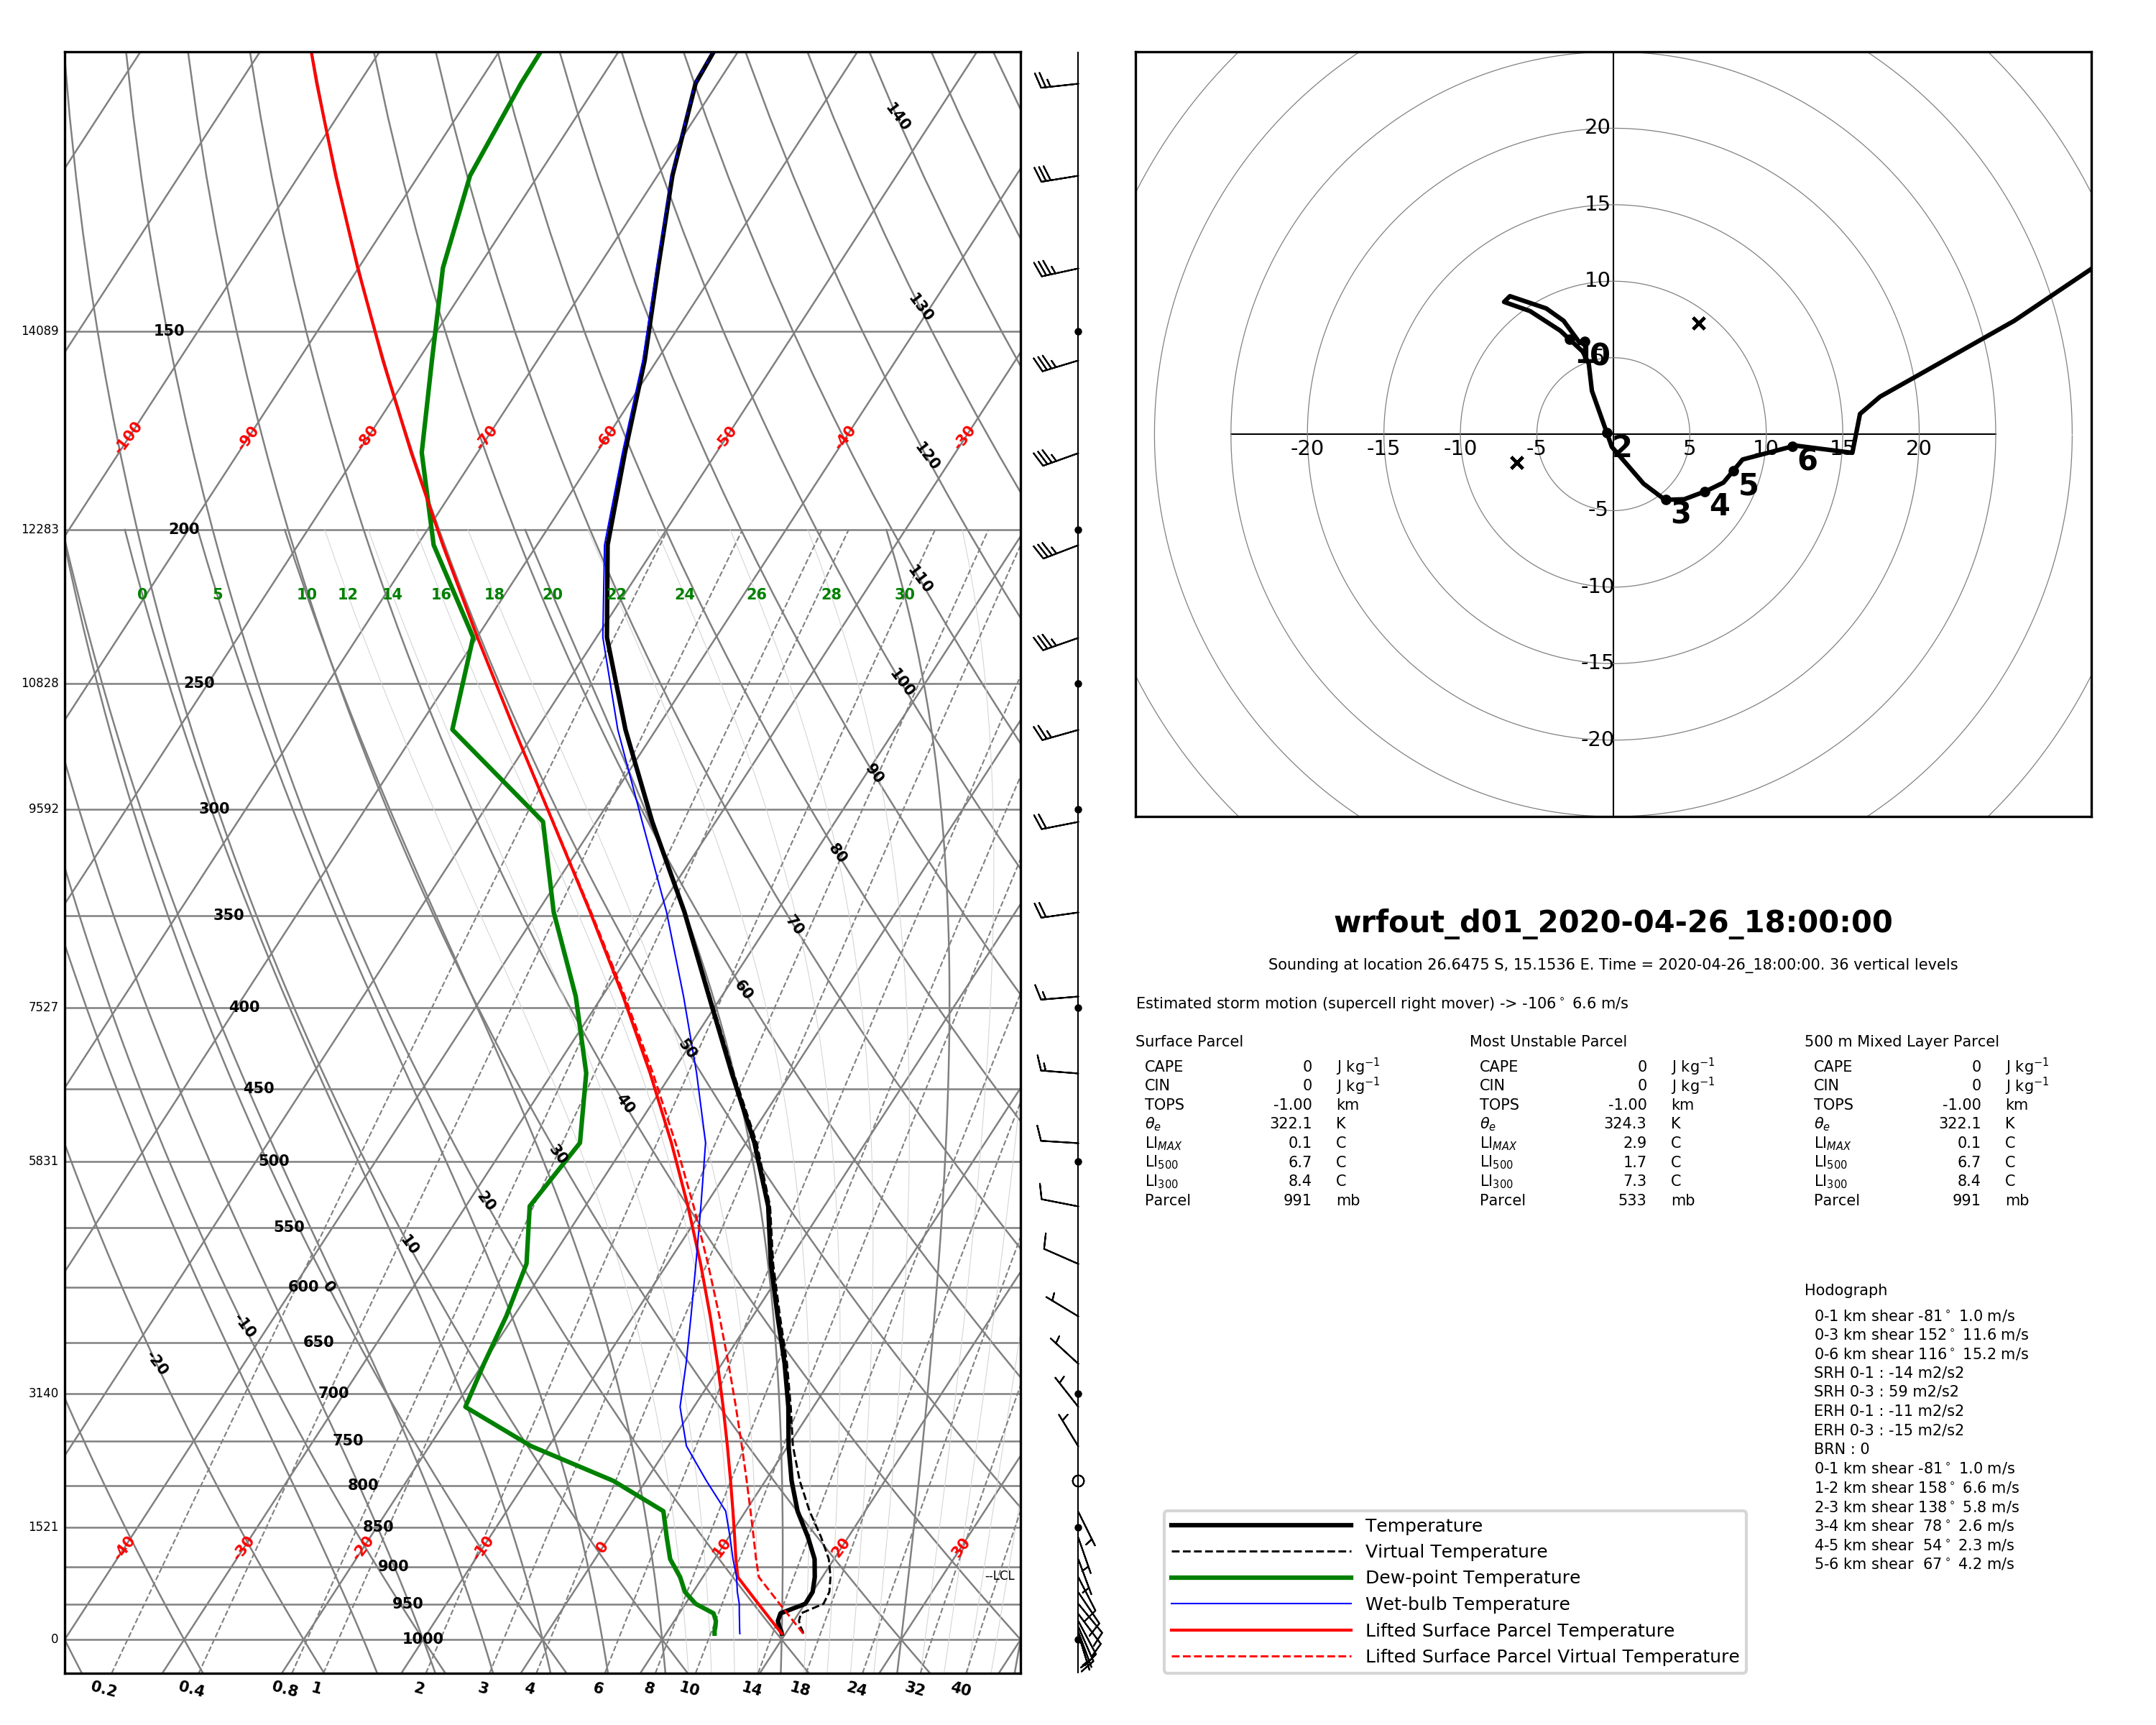 140
130
14089 150
-100 -90 -80 -70 -60 -50 -40 -30
120
12283 200
110
0 5 10 12 14 16 18 20 22 24 26 28 30
10828 250
100
90
9592 300
80
350
70
60
7527 400
50
450
40
5831 500
30
20
550
10
600 0
-10
650
-20
3140 700
750
800
1521 850
-40 -30 -20 -10 0 10 20 30
900
--LCL
950
0 1000
0.2 0.4 0.8 1 2 3 4 6 8 10 14 18 24 32 40
20
15
10
5
-20 -15 -10 -5 5 10 15 20
-5
-10
-15
-20
1 0 2 3 4 5 6
wrfout_d01_2020-04-26_18:00:00
Sounding at location 26.6475 S, 15.1536 E. Time = 2020-04-26_18:00:00. 36 vertical levels
Estimated storm motion (supercell right mover) -> -106° 6.6 m/s
Surface Parcel
CAPE 0 J kg⁻¹
CIN 0 J kg⁻¹
TOPS -1.00 km
θe 322.1 K
LIMAX 0.1 C
LI500 6.7 C
LI300 8.4 C
Parcel 991 mb
Most Unstable Parcel
CAPE 0 J kg⁻¹
CIN 0 J kg⁻¹
TOPS -1.00 km
θe 324.3 K
LIMAX 2.9 C
LI500 1.7 C
LI300 7.3 C
Parcel 533 mb
500 m Mixed Layer Parcel
CAPE 0 J kg⁻¹
CIN 0 J kg⁻¹
TOPS -1.00 km
θe 322.1 K
LIMAX 0.1 C
LI500 6.7 C
LI300 8.4 C
Parcel 991 mb
Hodograph
0-1 km shear -81° 1.0 m/s
0-3 km shear 152° 11.6 m/s
0-6 km shear 116° 15.2 m/s
SRH 0-1 : -14 m2/s2
SRH 0-3 : 59 m2/s2
ERH 0-1 : -11 m2/s2
ERH 0-3 : -15 m2/s2
BRN : 0
0-1 km shear -81° 1.0 m/s
1-2 km shear 158° 6.6 m/s
2-3 km shear 138° 5.8 m/s
3-4 km shear 78° 2.6 m/s
4-5 km shear 54° 2.3 m/s
5-6 km shear 67° 4.2 m/s
Temperature
Virtual Temperature
Dew-point Temperature
Wet-bulb Temperature
Lifted Surface Parcel Temperature
Lifted Surface Parcel Virtual Temperature